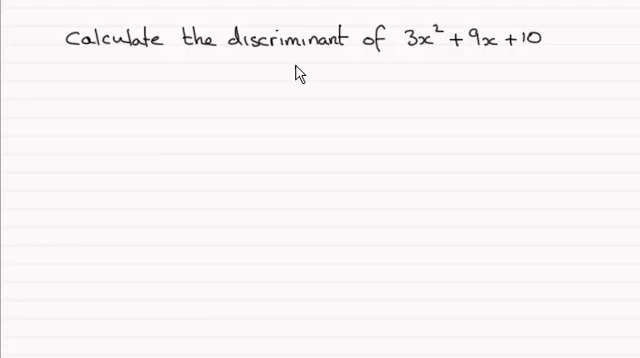 Calculate the discriminant of 3x² + 9x + 10